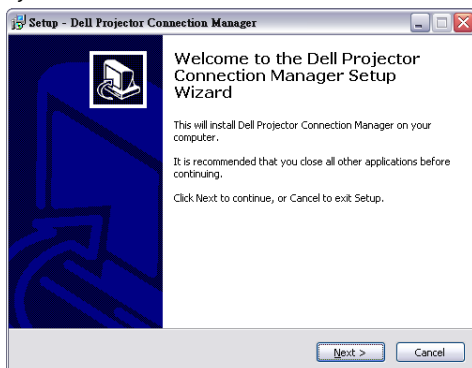 Setup - Dell Projector Connection Manager
Welcome to the Dell Projector
Connection Manager Setup
Wizard
This will install Dell Projector Connection Manager on your
computer.
It is recommended that you close all other applications before
continuing.
Click Next to continue, or Cancel to exit Setup.
Next >
Cancel